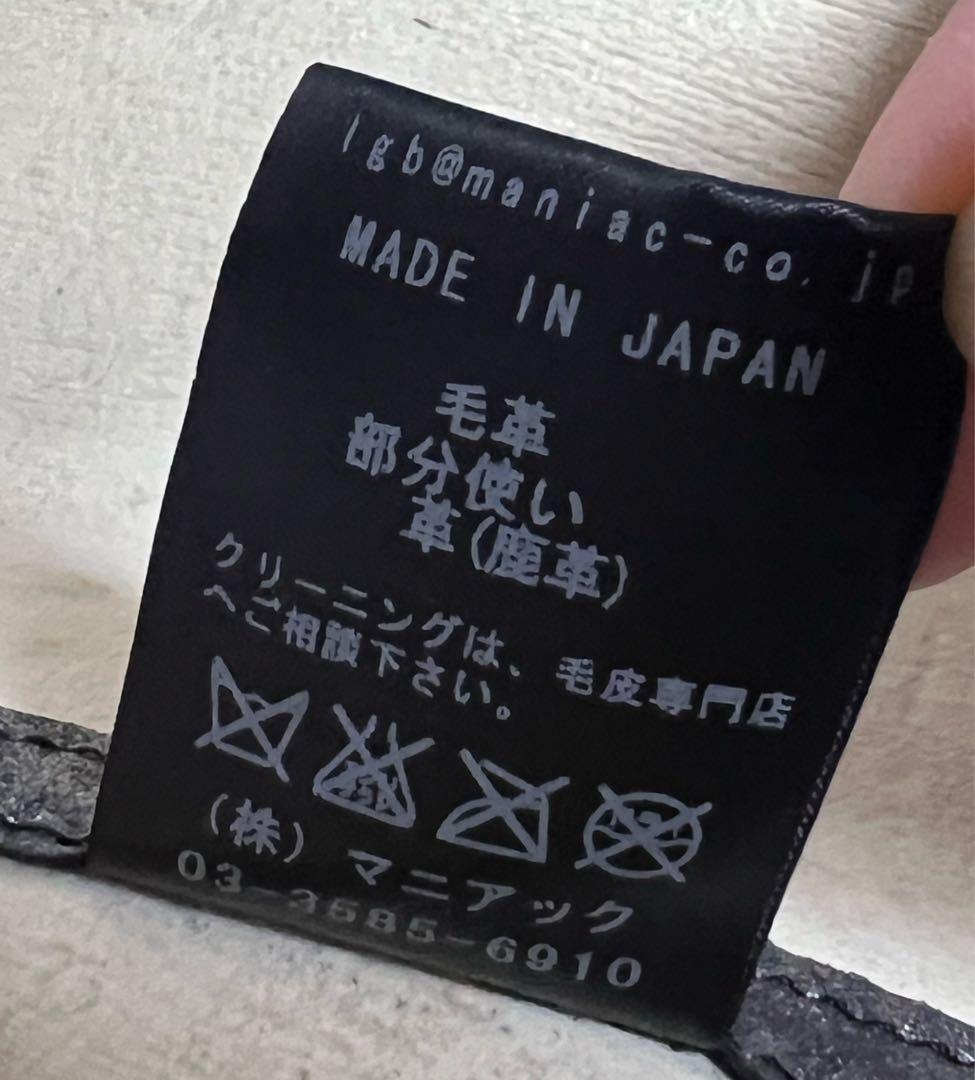 lgb@maniac-co.jp
MADE IN JAPAN
毛革
部分使い
革(鹿革)
クリーニングは、毛皮専門店
へご相談下さい。
(株)マニアック
03-3585-6910